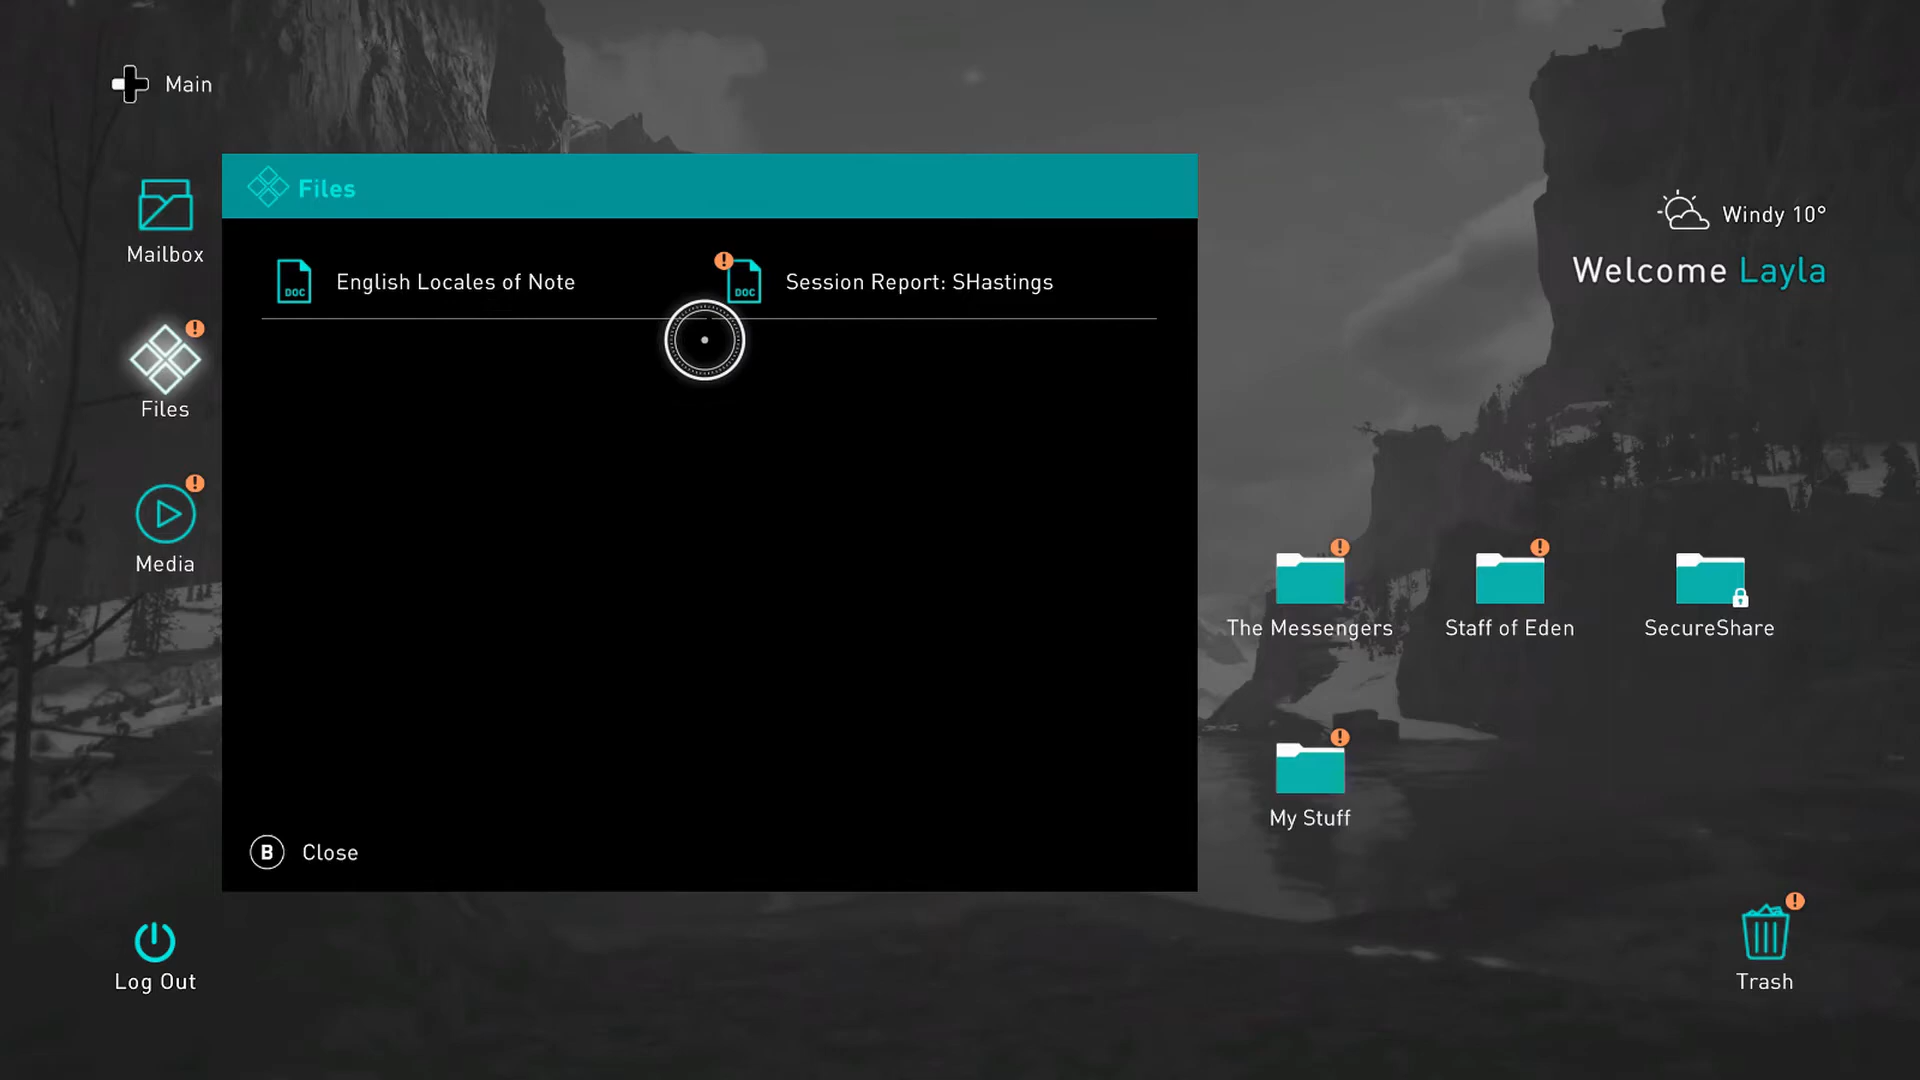 Main
Files
Windy 10°
Mailbox
Welcome Layla
DOC English Locales of Note
! DOC Session Report: SHastings
!
Files
!
Media
!
The Messengers
!
Staff of Eden
SecureShare
!
My Stuff
B Close
!
Log Out
Trash